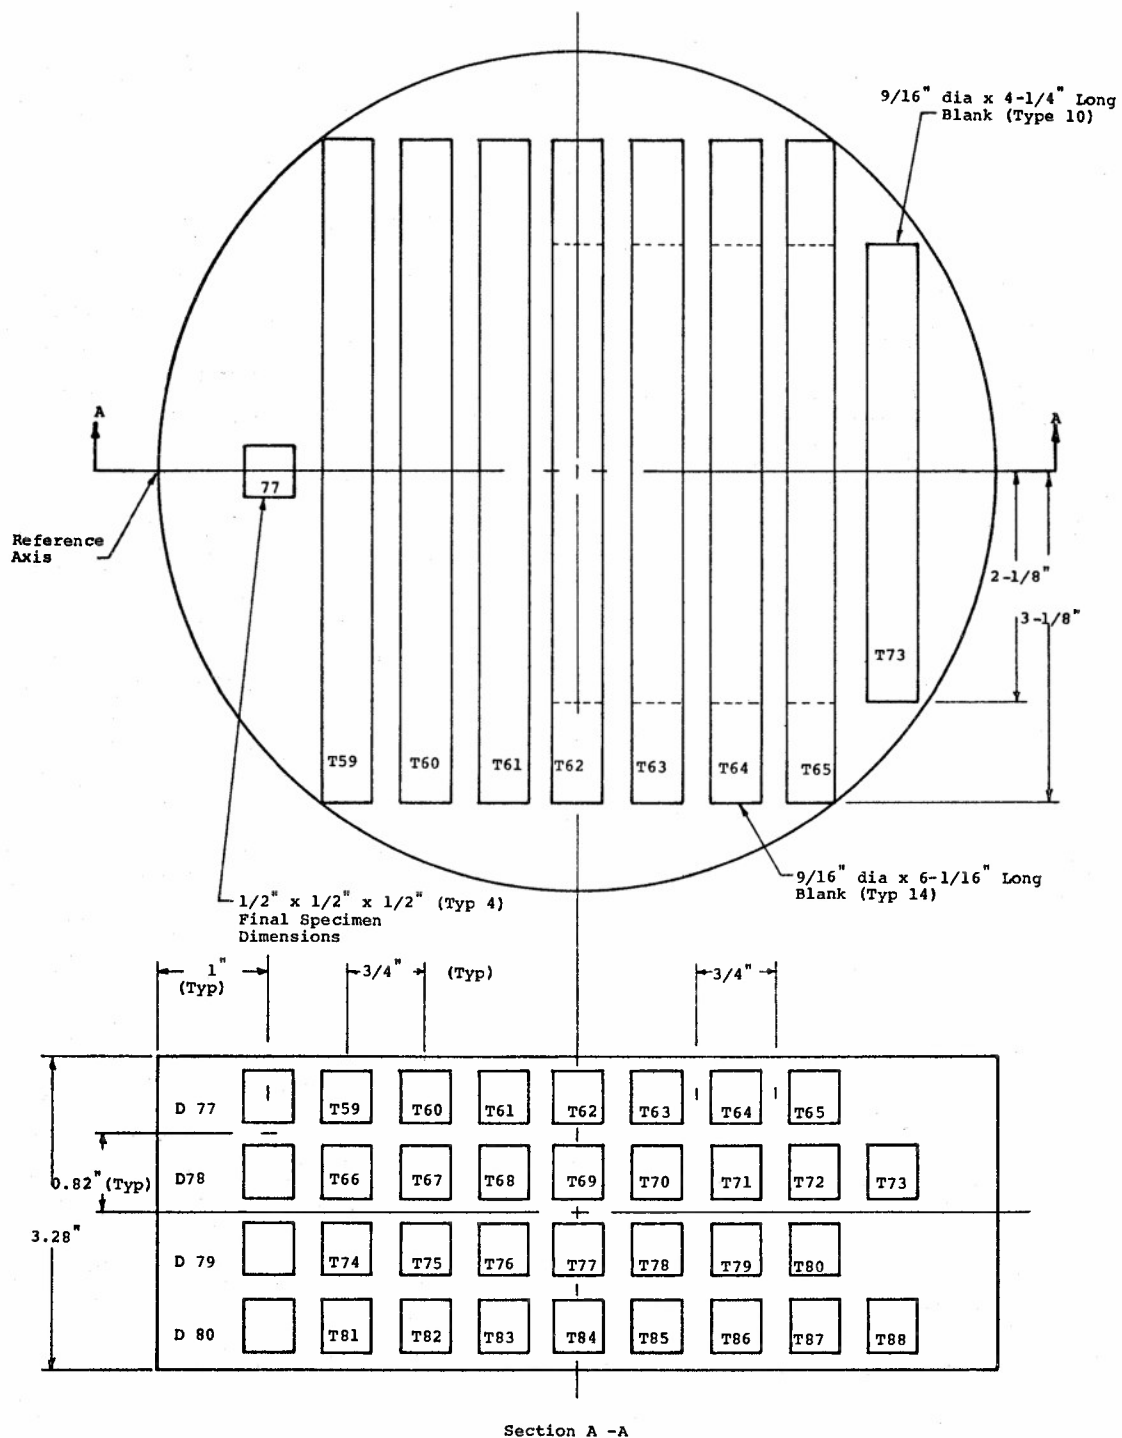 9/16" dia x 4-1/4" Long
Blank (Type 10)
A
A
77
Reference
Axis
2-1/8"
3-1/8"
T73
T59 T60 T61 T62 T63 T64 T65
9/16" dia x 6-1/16" Long
Blank (Typ 14)
1/2" x 1/2" x 1/2" (Typ 4)
Final Specimen
Dimensions
1" 3/4" (Typ) 3/4"
(Typ)
D 77 T59 T60 T61 T62 T63 T64 T65
D78 T66 T67 T68 T69 T70 T71 T72 T73
0.82" (Typ)
3.28"
D 79 T74 T75 T76 T77 T78 T79 T80
D 80 T81 T82 T83 T84 T85 T86 T87 T88
Section A -A